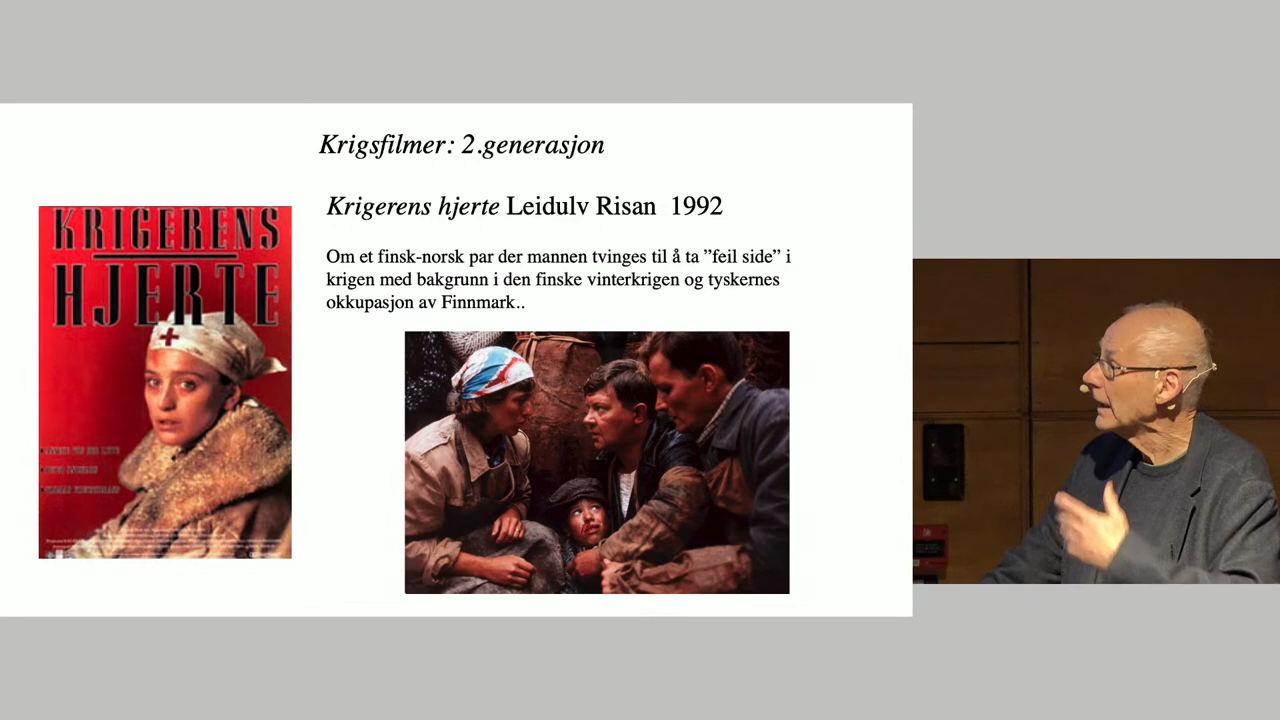 Krigsfilmer: 2.generasjon
Krigerens hjerte Leidulv Risan 1992
Om et finsk-norsk par der mannen tvinges til å ta ”feil side” i
krigen med bakgrunn i den finske vinterkrigen og tyskernes
okkupasjon av Finnmark..
KRIGERENS
HJERTE